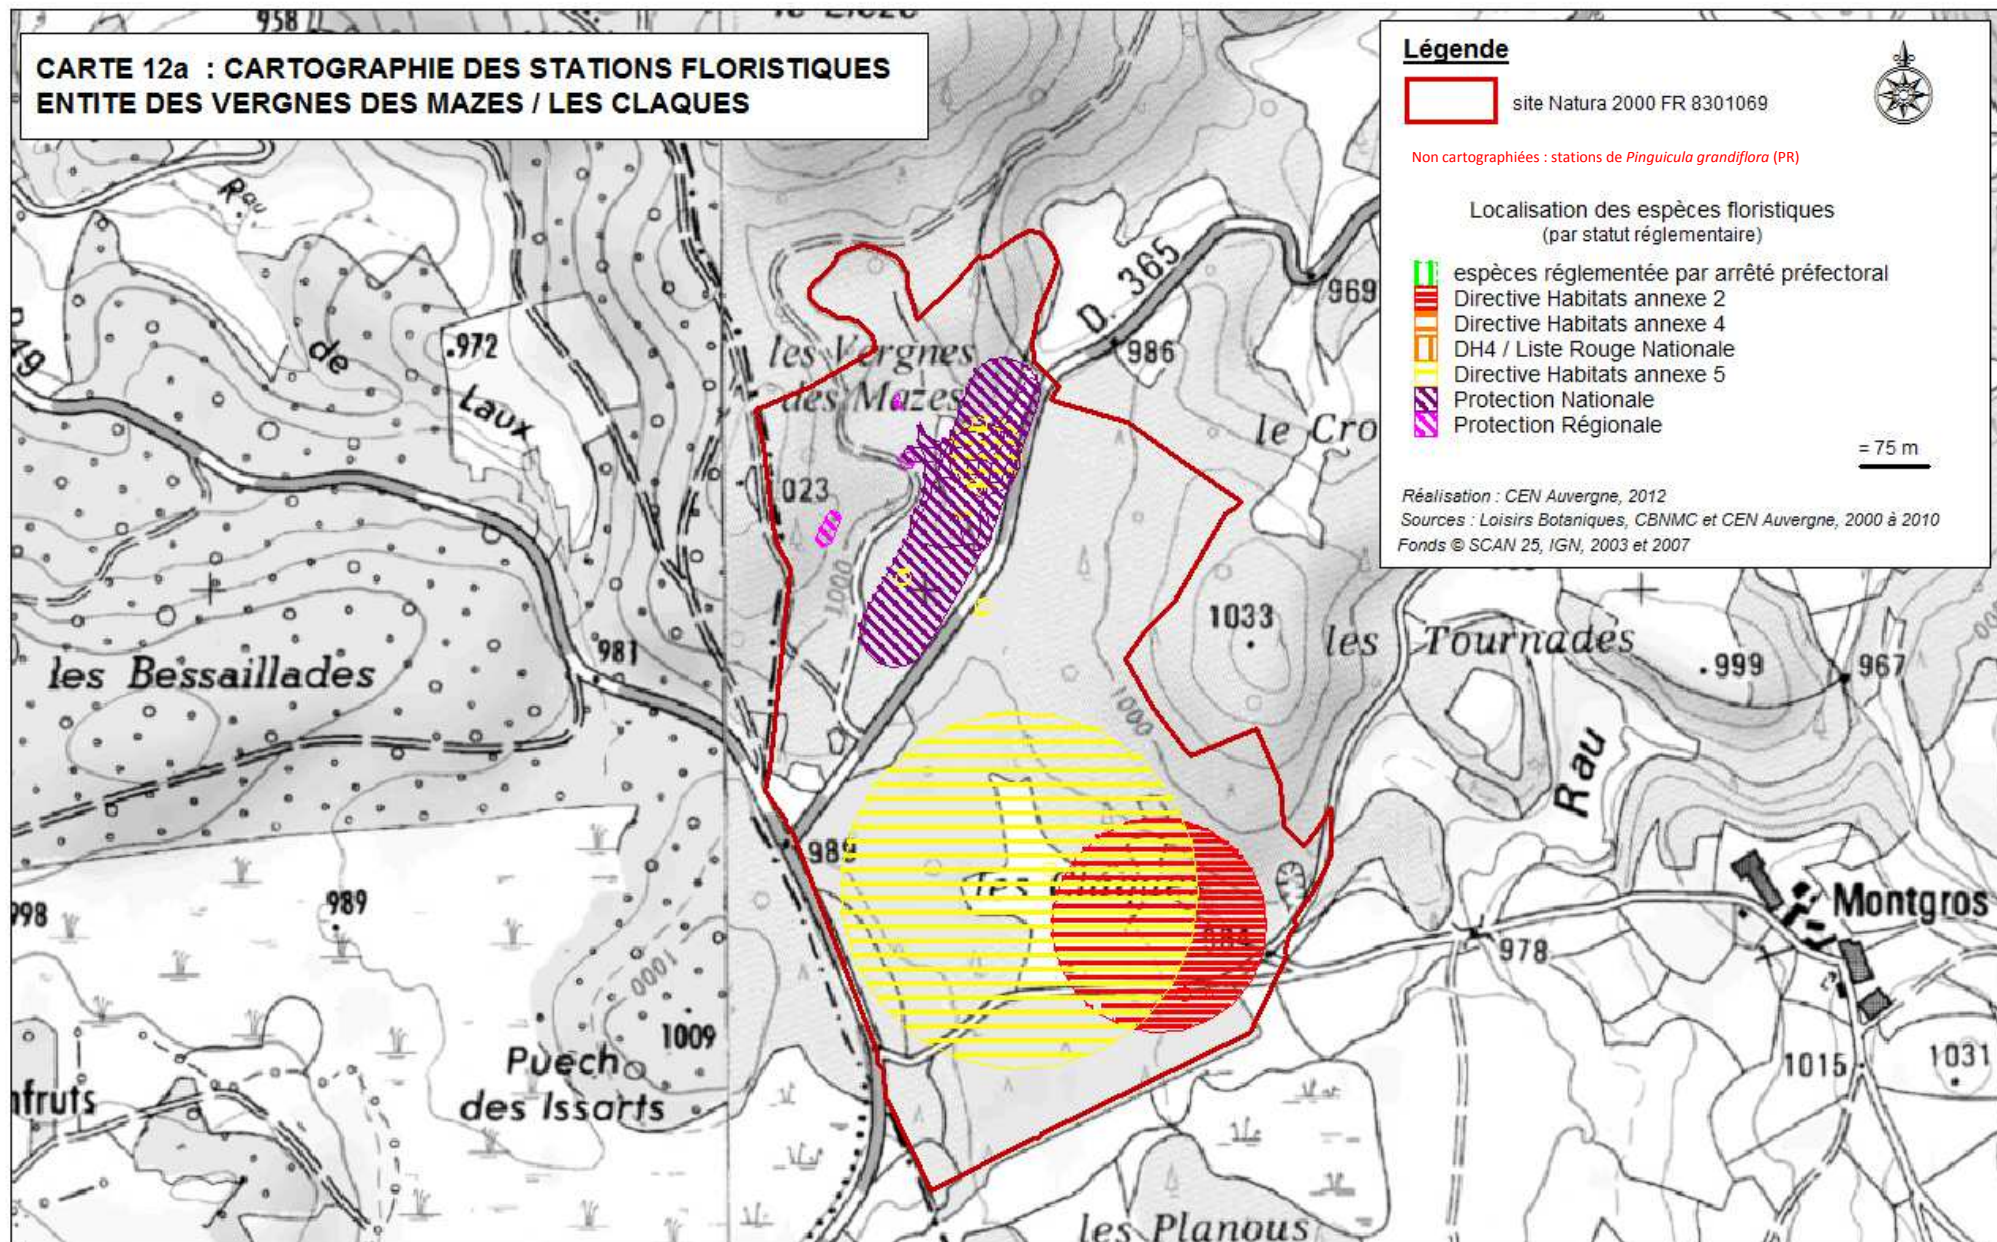 958
CARTE 12a : CARTOGRAPHIE DES STATIONS FLORISTIQUES
ENTITE DES VERGNES DES MAZES / LES CLAQUES
Légende
site Natura 2000 FR 8301069
Non cartographiées : stations de Pinguicula grandiflora (PR)
Localisation des espèces floristiques
(par statut réglementaire)
espèces réglementée par arrêté préfectoral
Directive Habitats annexe 2
Directive Habitats annexe 4
DH4 / Liste Rouge Nationale
Directive Habitats annexe 5
Protection Nationale
Protection Régionale
= 75 m
Réalisation : CEN Auvergne, 2012
Sources : Loisirs Botaniques, CBNMC et CEN Auvergne, 2000 à 2010
Fonds © SCAN 25, IGN, 2003 et 2007
Rau
de
Laux
972
D. 365
969
986
les Vergnes
des Mazes
le Cro
023
1000
1033
les Tournades
999
967
les Bessaillades
981
1000
Rau
989
998
1000
1009
Puech
des Issarts
978
Montgros
1015
1031
nfruts
les Planous